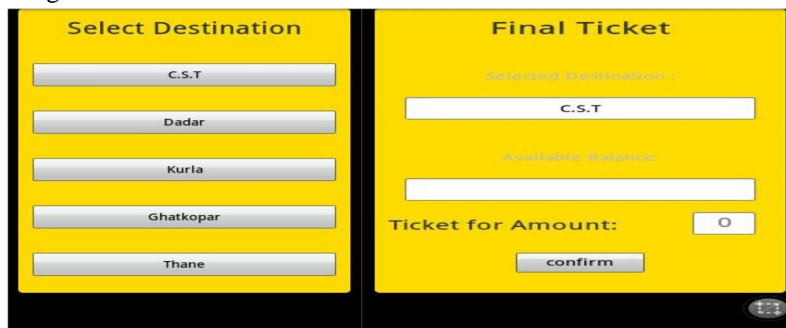 Select Destination
C.S.T
Dadar
Kurla
Ghatkopar
Thane
Final Ticket
Selected Destination :
C.S.T
Available Balance:
Ticket for Amount:
0
confirm